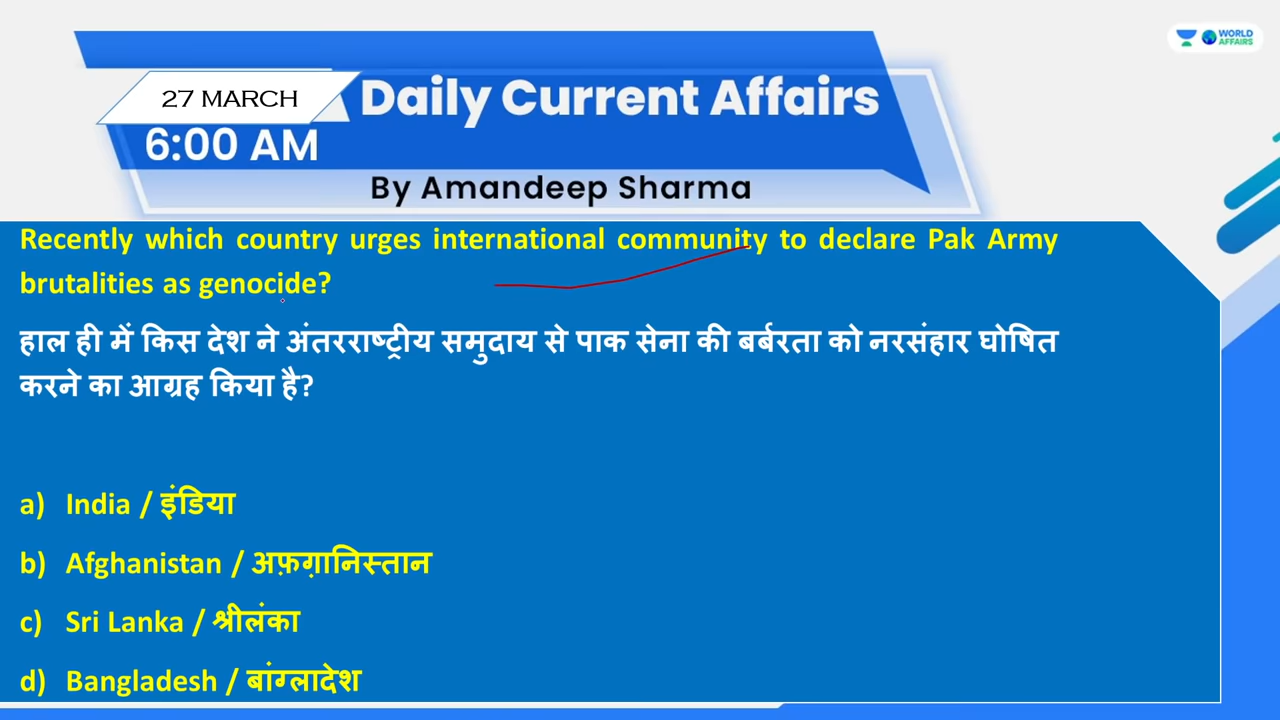 WORLD
AFFAIRS
27 MARCH
Daily Current Affairs
6:00 AM
By Amandeep Sharma
Recently which country urges international community to declare Pak Army
brutalities as genocide?
हाल ही में किस देश ने अंतरराष्ट्रीय समुदाय से पाक सेना की बर्बरता को नरसंहार घोषित
करने का आग्रह किया है?
a) India / इंडिया
b) Afghanistan / अफ़ग़ानिस्तान
c) Sri Lanka / श्रीलंका
d) Bangladesh / बांग्लादेश